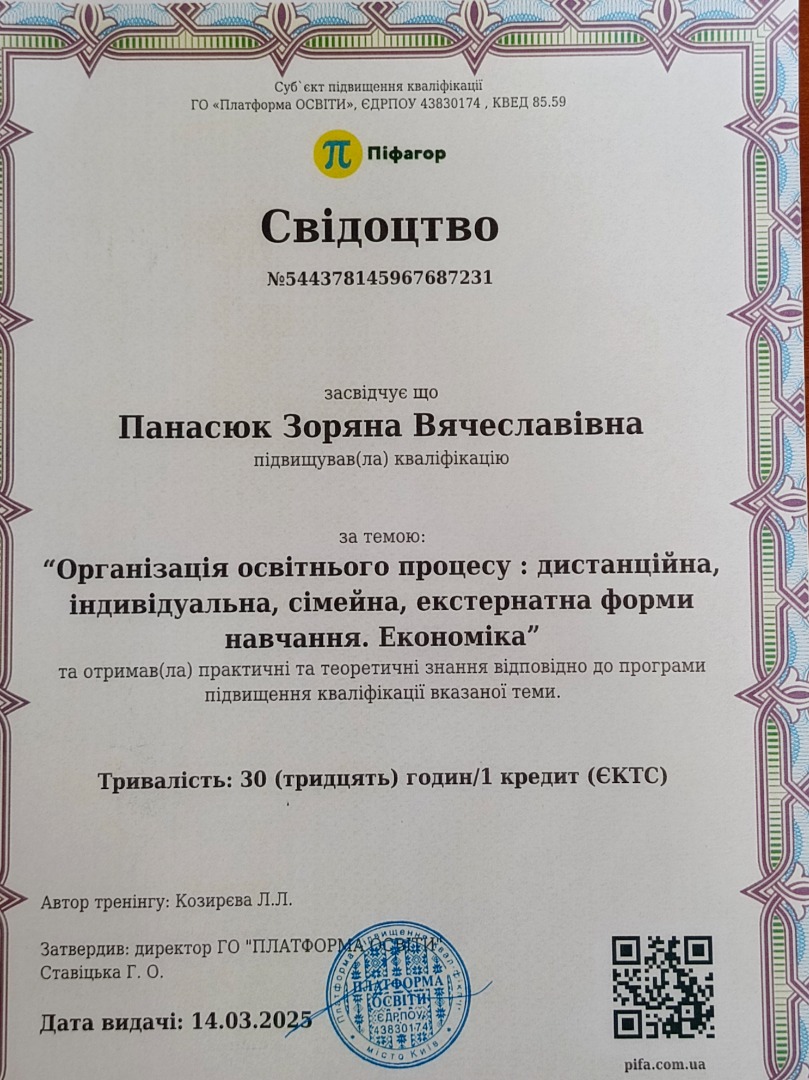 Суб`єкт підвищення кваліфікації
ГО «Платформа ОСВІТИ», ЄДРПОУ 43830174 , КВЕД 85.59
π Піфагор
Свідоцтво
№544378145967687231
засвідчує що
Панасюк Зоряна Вячеславівна
підвищував(ла) кваліфікацію
за темою:
“Організація освітнього процесу : дистанційна,
індивідуальна, сімейна, екстернатна форми
навчання. Економіка”
та отримав(ла) практичні та теоретичні знання відповідно до програми
підвищення кваліфікації вказаної теми.
Тривалість: 30 (тридцять) годин/1 кредит (ЄКТС)
Автор тренінгу: Козирєва Л.Л.
Затвердив: директор ГО "ПЛАТФОРМА ОСВІТИ"
Ставіцька Г. О.
Дата видачі: 14.03.2025
ПЛАТФОРМА
ОСВІТИ
ЄДРПОУ
43830174
місто Київ
pifa.com.ua